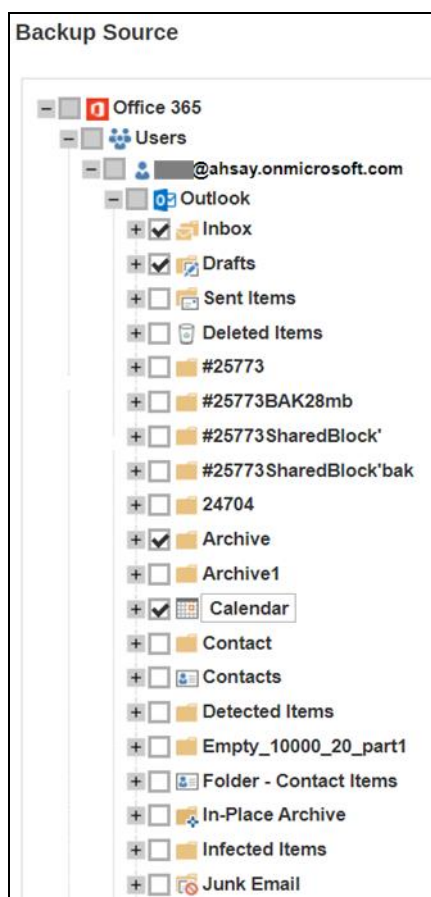 Backup Source
Office 365
Users
@ahsay.onmicrosoft.com
Outlook
Inbox
Drafts
Sent Items
Deleted Items
#25773
#25773BAK28mb
#25773SharedBlock'
#25773SharedBlock'bak
24704
Archive
Archive1
Calendar
Contact
Contacts
Detected Items
Empty_10000_20_part1
Folder - Contact Items
In-Place Archive
Infected Items
Junk Email